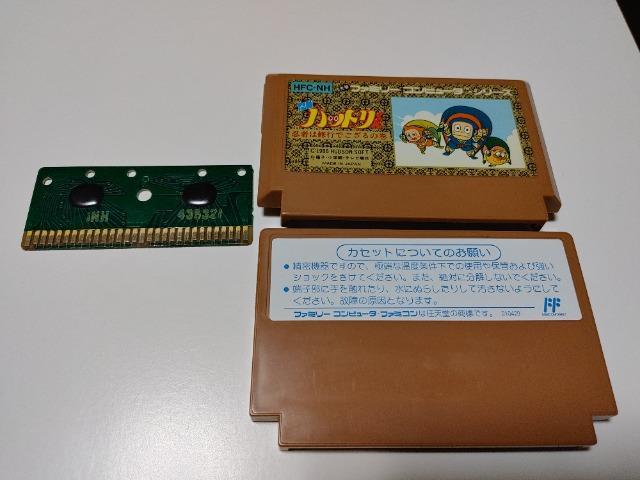 HFC-NH
ファミリー コンピュータ シリーズ
忍者
ハットリくん
忍者は修行でござるの巻
© 1986 HUDSON SOFT
MADE IN JAPAN
iNH
435321
カセットについてのお願い
● 精密機器ですので、極端な温度条件下での使用や保管および強い
ショックをさけてください。また、絶対に分解しないでください。
● 端子部に手を触れたり、水にぬらしたりして汚さないようにして
ください。故障の原因となります。
ファミリー コンピュータ・ファミコンは任天堂の商標です。